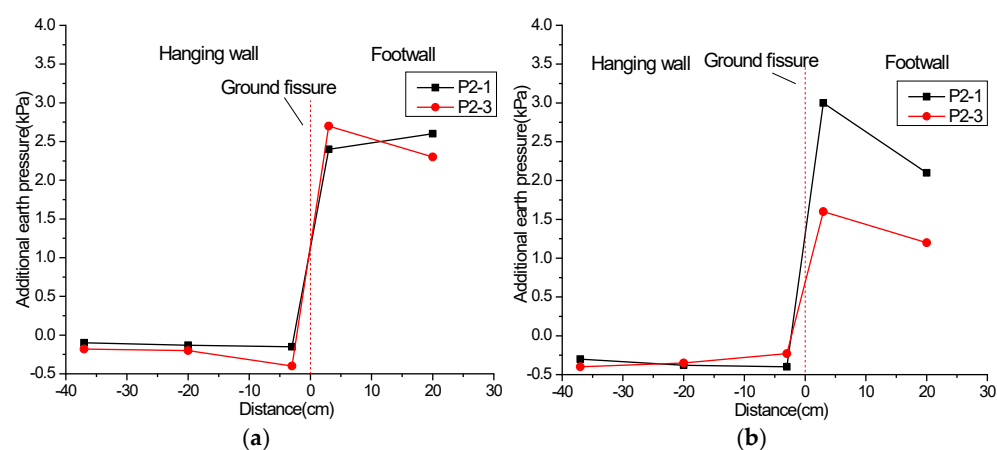 4.0
3.5
3.0
2.5
2.0
1.5
1.0
0.5
0.0
-0.5
Additional earth pressure(kPa)
Hanging wall
Footwall
Ground fissure
P2-1
P2-3
-40 -30 -20 -10 0 10 20 30
Distance(cm)
(a)
4.0
3.5
3.0
2.5
2.0
1.5
1.0
0.5
0.0
-0.5
Additional earth pressure(kPa)
Hanging wall
Ground fissure
Footwall
P2-1
P2-3
-40 -30 -20 -10 0 10 20 30
Distance(cm)
(b)